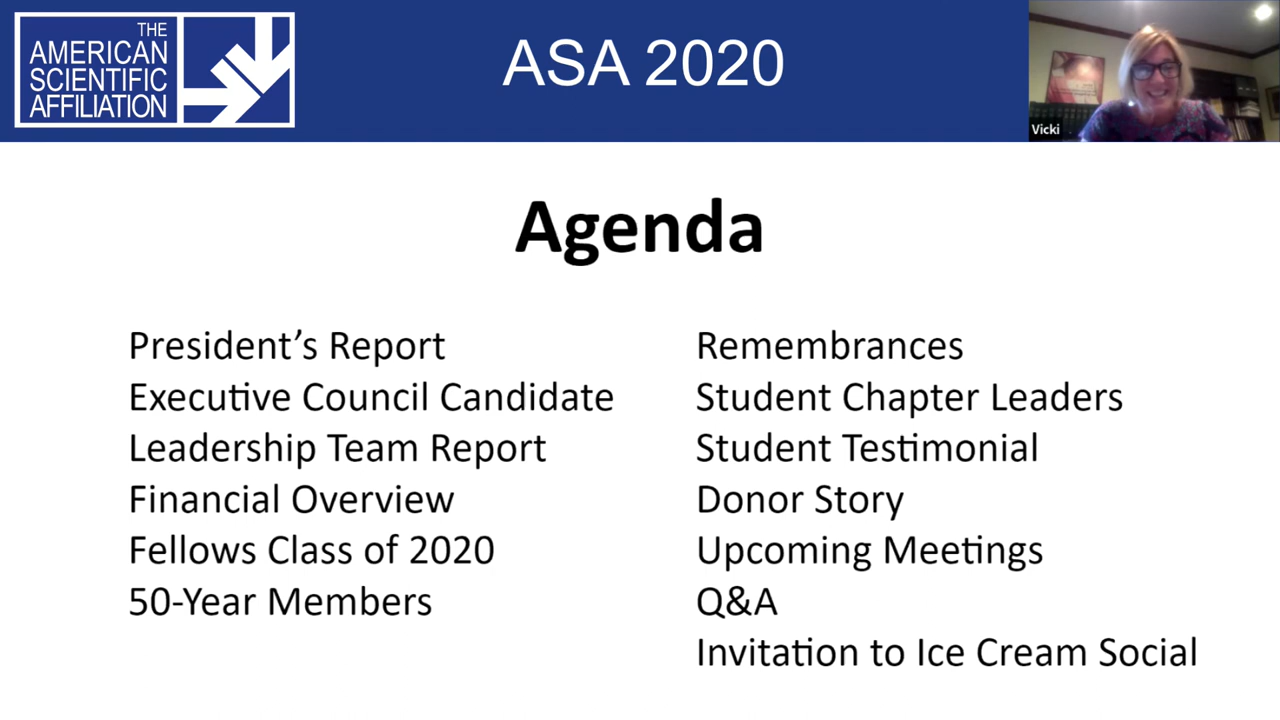 THE
AMERICAN
SCIENTIFIC
AFFILIATION
ASA 2020
Vicki
Agenda
President's Report
Executive Council Candidate
Leadership Team Report
Financial Overview
Fellows Class of 2020
50-Year Members
Remembrances
Student Chapter Leaders
Student Testimonial
Donor Story
Upcoming Meetings
Q&A
Invitation to Ice Cream Social